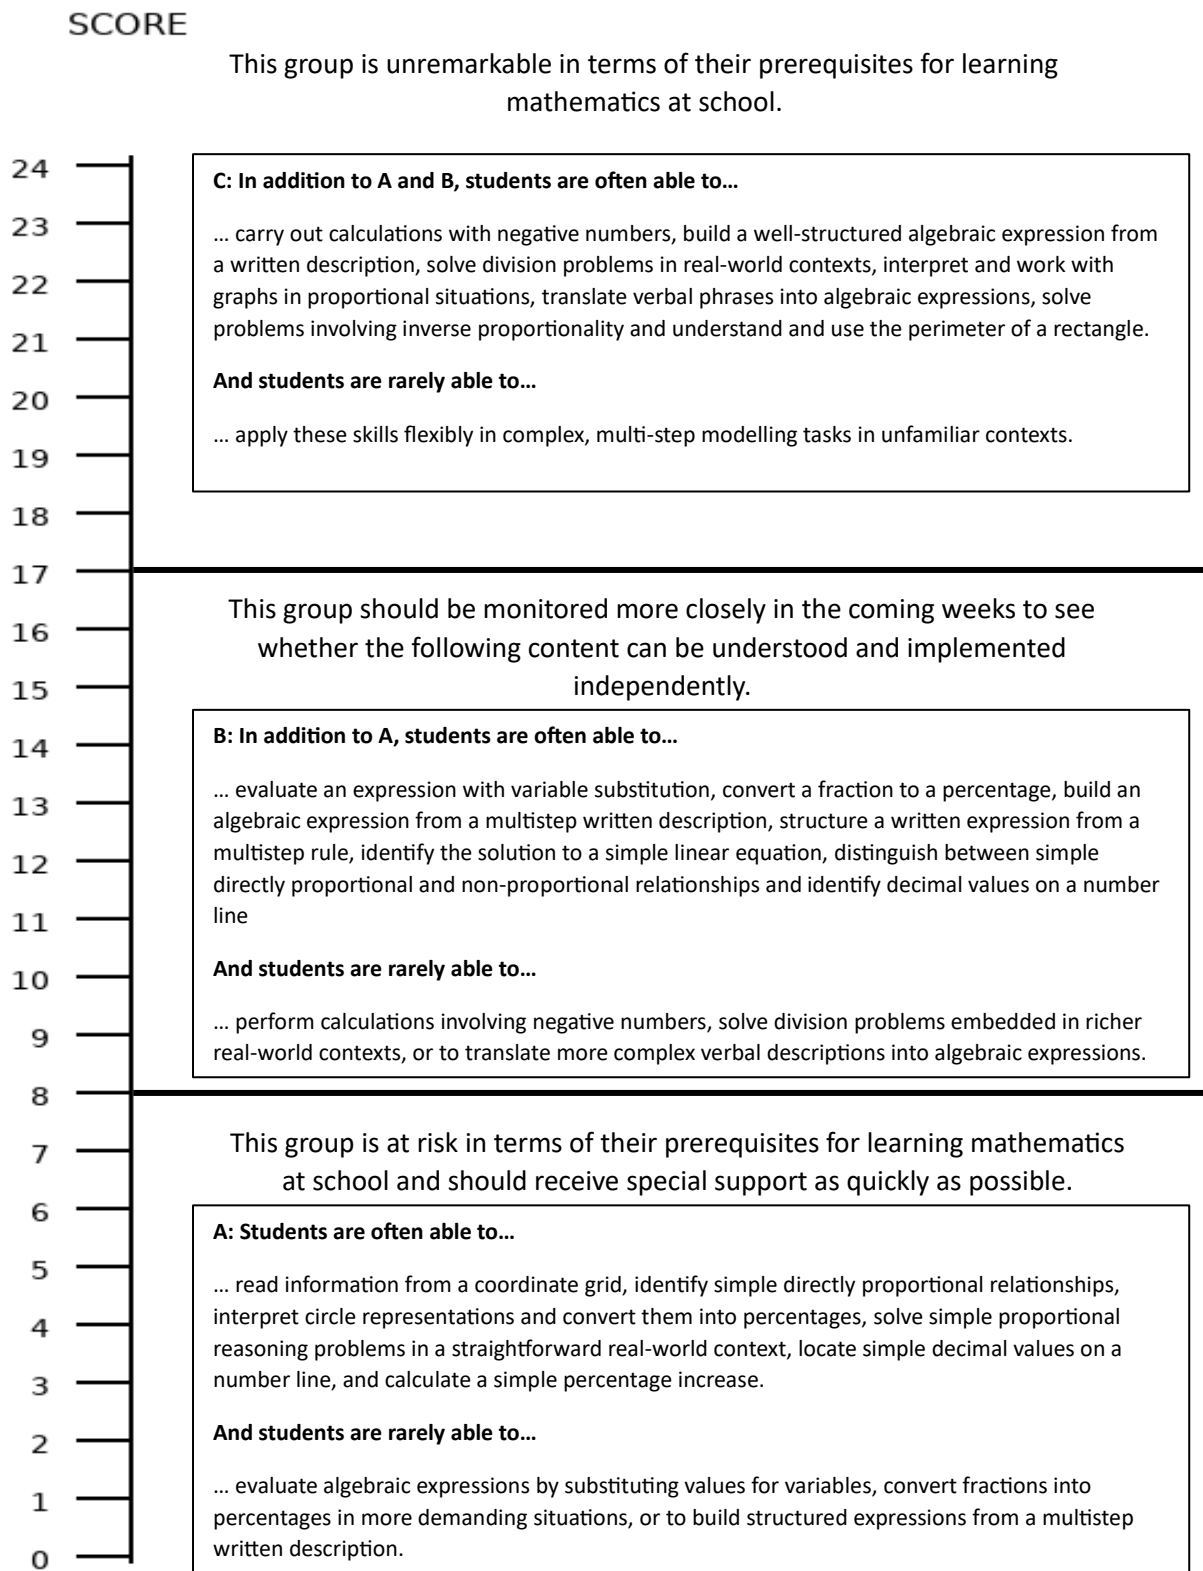 SCORE
This group is unremarkable in terms of their prerequisites for learning
mathematics at school.
24
C: In addition to A and B, students are often able to...
23
... carry out calculations with negative numbers, build a well-structured algebraic expression from
a written description, solve division problems in real-world contexts, interpret and work with
22
graphs in proportional situations, translate verbal phrases into algebraic expressions, solve
problems involving inverse proportionality and understand and use the perimeter of a rectangle.
21
And students are rarely able to...
20
... apply these skills flexibly in complex, multi-step modelling tasks in unfamiliar contexts.
19
18
17
This group should be monitored more closely in the coming weeks to see
16
whether the following content can be understood and implemented
independently.
15
B: In addition to A, students are often able to...
14
... evaluate an expression with variable substitution, convert a fraction to a percentage, build an
13
algebraic expression from a multistep written description, structure a written expression from a
multistep rule, identify the solution to a simple linear equation, distinguish between simple
12
directly proportional and non-proportional relationships and identify decimal values on a number
line
11
And students are rarely able to...
10
... perform calculations involving negative numbers, solve division problems embedded in richer
9
real-world contexts, or to translate more complex verbal descriptions into algebraic expressions.
8
This group is at risk in terms of their prerequisites for learning mathematics
7
at school and should receive special support as quickly as possible.
6
A: Students are often able to...
5
... read information from a coordinate grid, identify simple directly proportional relationships,
interpret circle representations and convert them into percentages, solve simple proportional
4
reasoning problems in a straightforward real-world context, locate simple decimal values on a
number line, and calculate a simple percentage increase.
3
And students are rarely able to...
2
... evaluate algebraic expressions by substituting values for variables, convert fractions into
1
percentages in more demanding situations, or to build structured expressions from a multistep
written description.
0